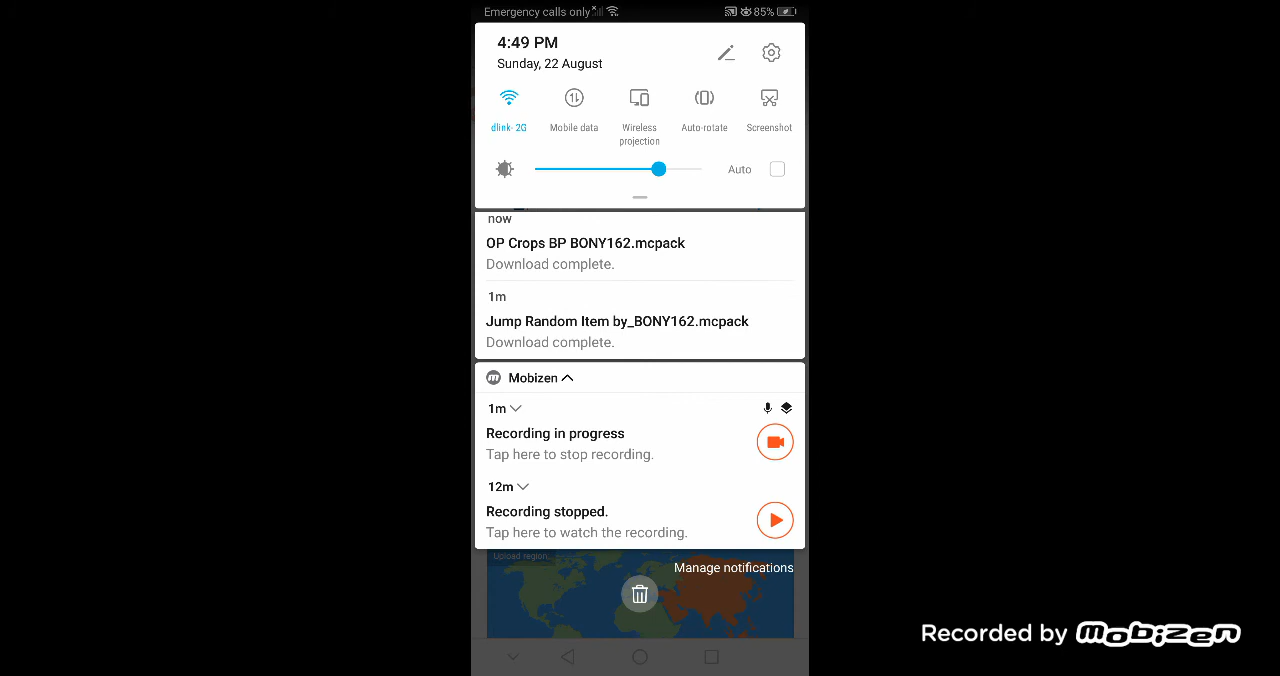 Emergency calls only
85%
4:49 PM
Sunday, 22 August
dlink- 2G
Mobile data
Wireless projection
Auto-rotate
Screenshot
Auto
now
OP Crops BP BONY162.mcpack
Download complete.
1m
Jump Random Item by_BONY162.mcpack
Download complete.
Mobizen
1m
Recording in progress
Tap here to stop recording.
12m
Recording stopped.
Tap here to watch the recording.
Upload region...
Manage notifications
Recorded by mobizen